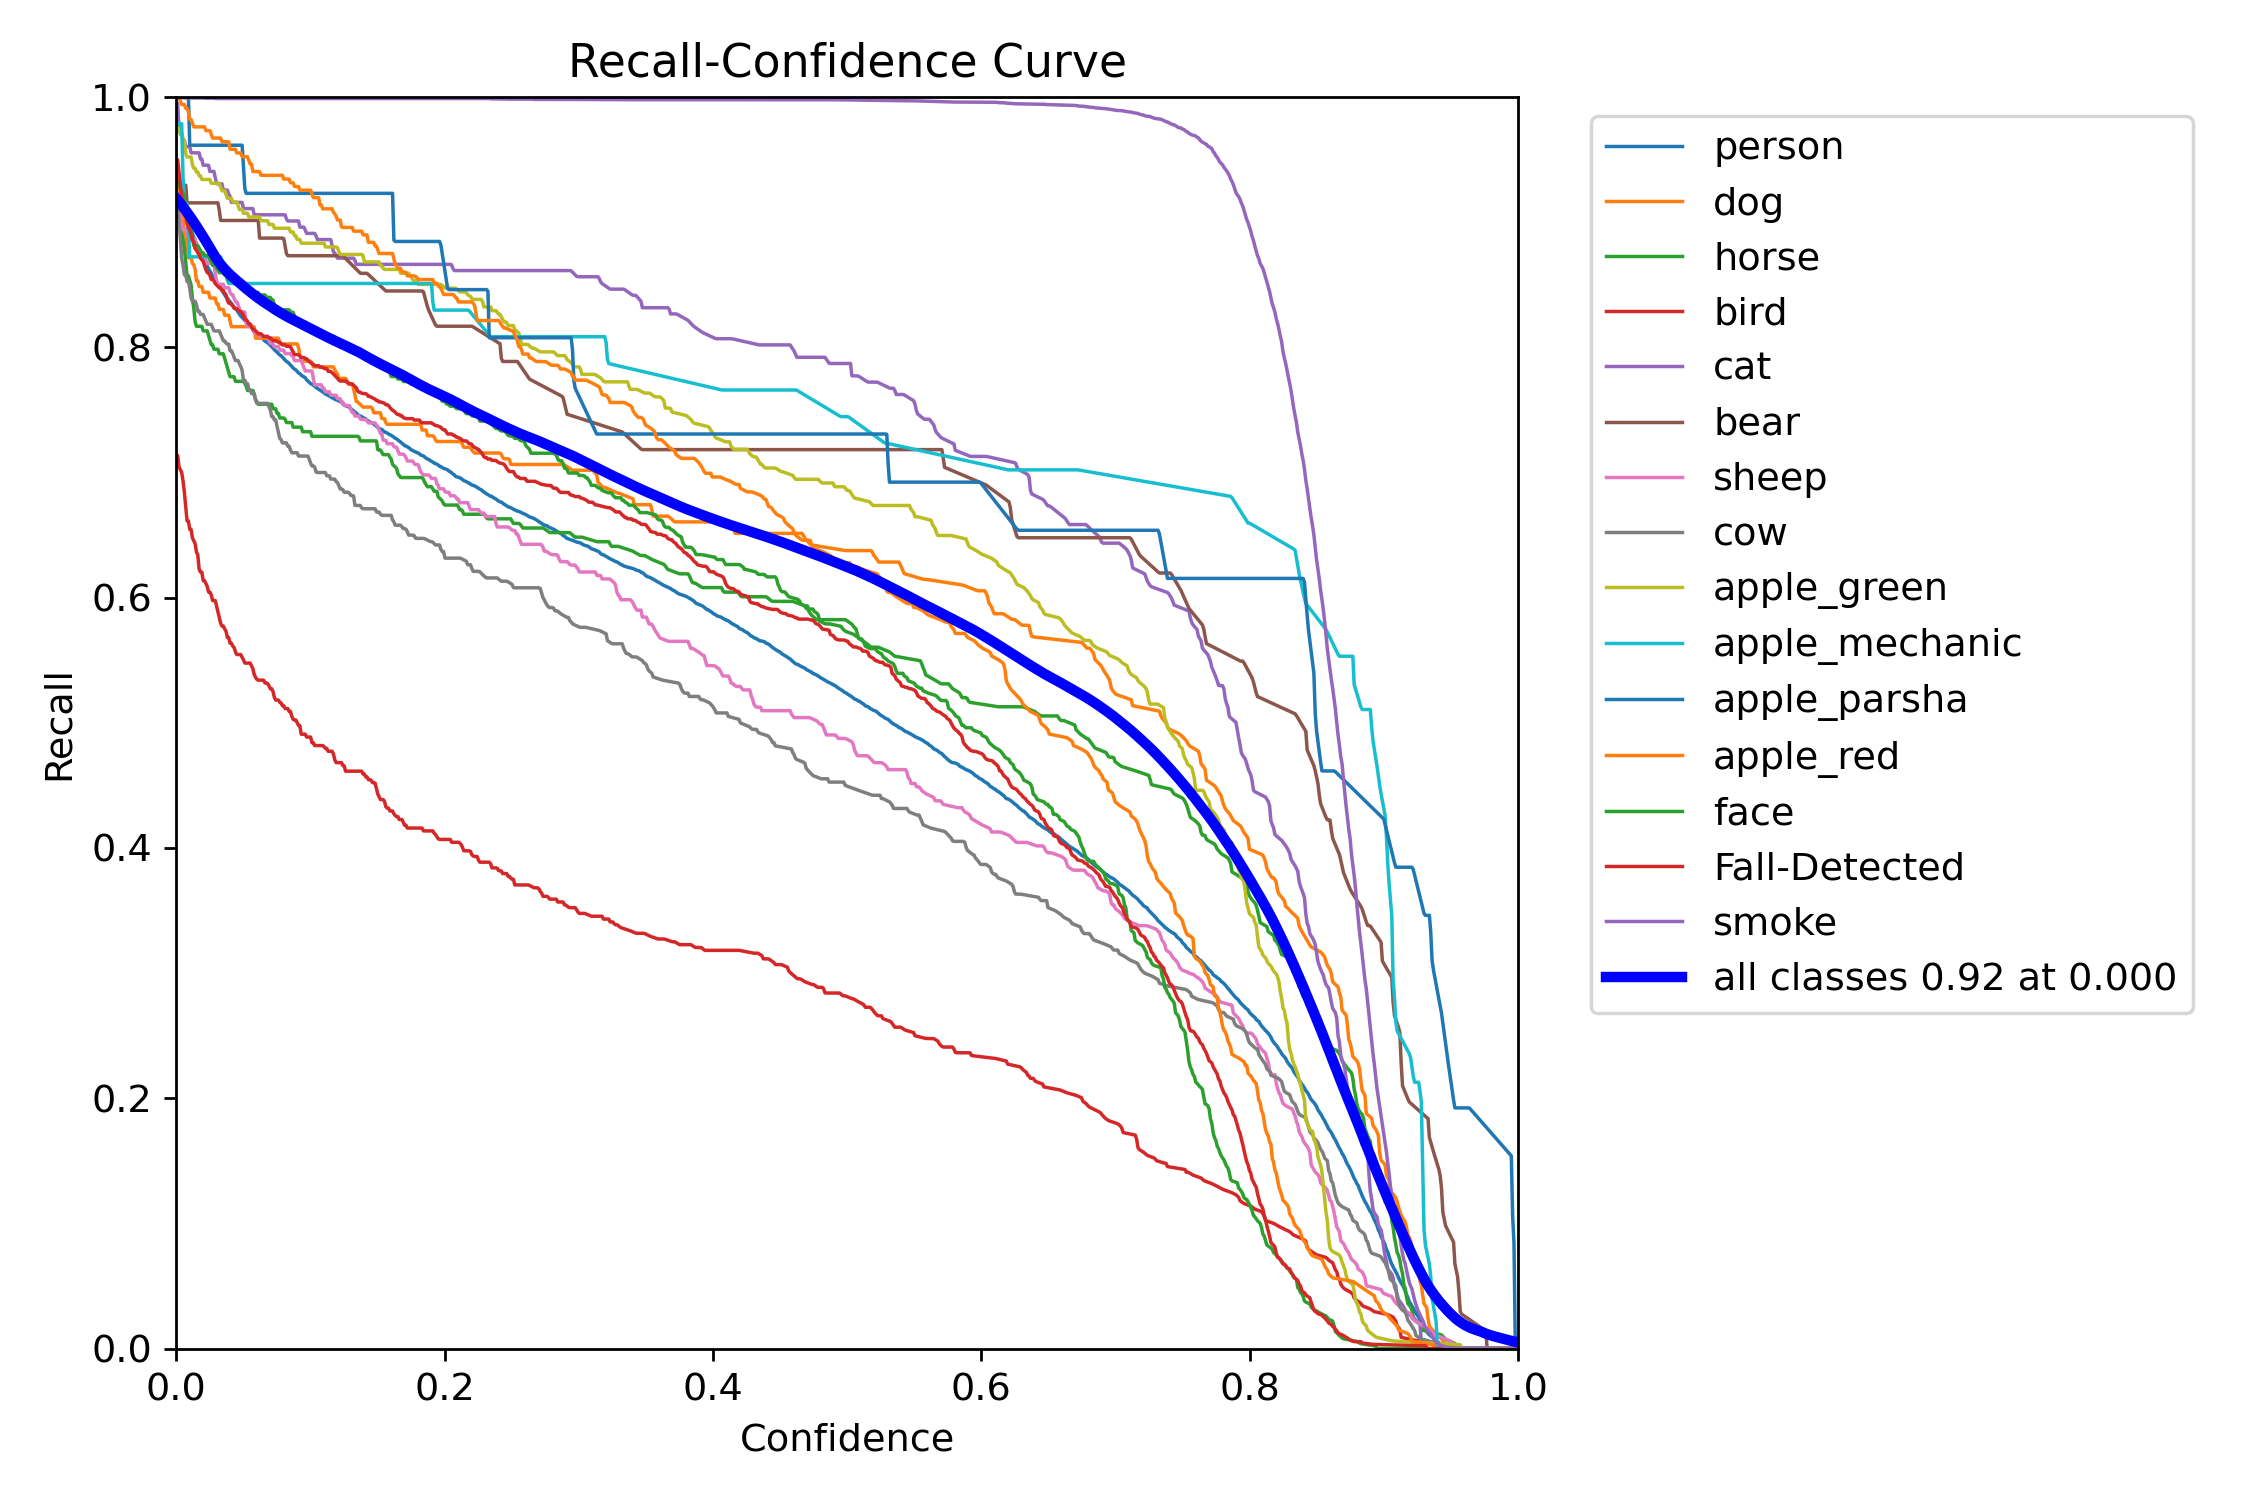 Recall-Confidence Curve
1.0
0.8
0.6
0.4
0.2
0.0
Recall
0.0 0.2 0.4 0.6 0.8 1.0
Confidence
person
dog
horse
bird
cat
bear
sheep
cow
apple_green
apple_mechanic
apple_parsha
apple_red
face
Fall-Detected
smoke
all classes 0.92 at 0.000